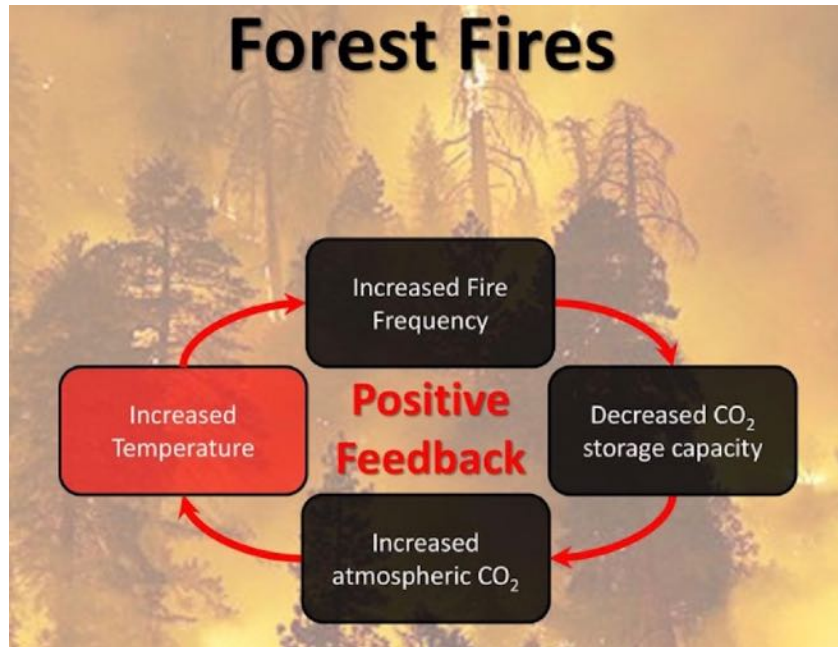 Forest Fires
Increased Fire
Frequency
Increased
Temperature
Positive
Feedback
Decreased CO₂
storage capacity
Increased
atmospheric CO₂